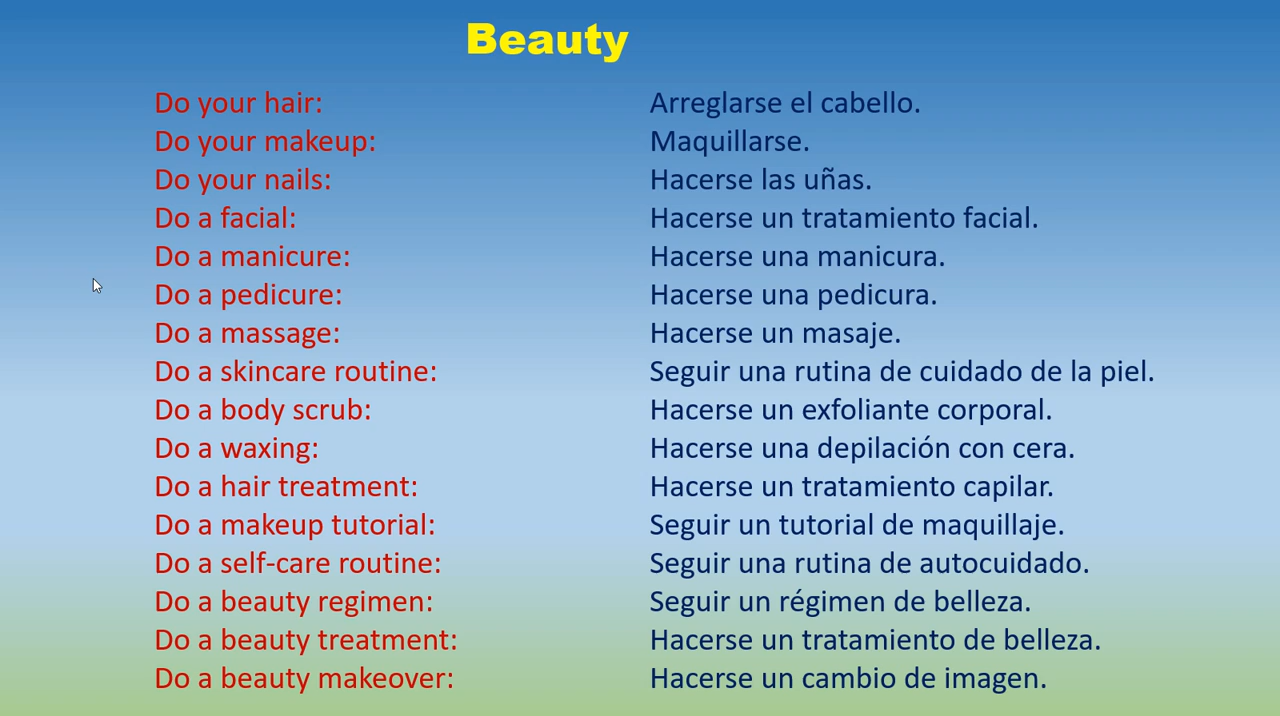 Beauty
Do your hair: Arreglarse el cabello.
Do your makeup: Maquillarse.
Do your nails: Hacerse las uñas.
Do a facial: Hacerse un tratamiento facial.
Do a manicure: Hacerse una manicura.
Do a pedicure: Hacerse una pedicura.
Do a massage: Hacerse un masaje.
Do a skincare routine: Seguir una rutina de cuidado de la piel.
Do a body scrub: Hacerse un exfoliante corporal.
Do a waxing: Hacerse una depilación con cera.
Do a hair treatment: Hacerse un tratamiento capilar.
Do a makeup tutorial: Seguir un tutorial de maquillaje.
Do a self-care routine: Seguir una rutina de autocuidado.
Do a beauty regimen: Seguir un régimen de belleza.
Do a beauty treatment: Hacerse un tratamiento de belleza.
Do a beauty makeover: Hacerse un cambio de imagen.